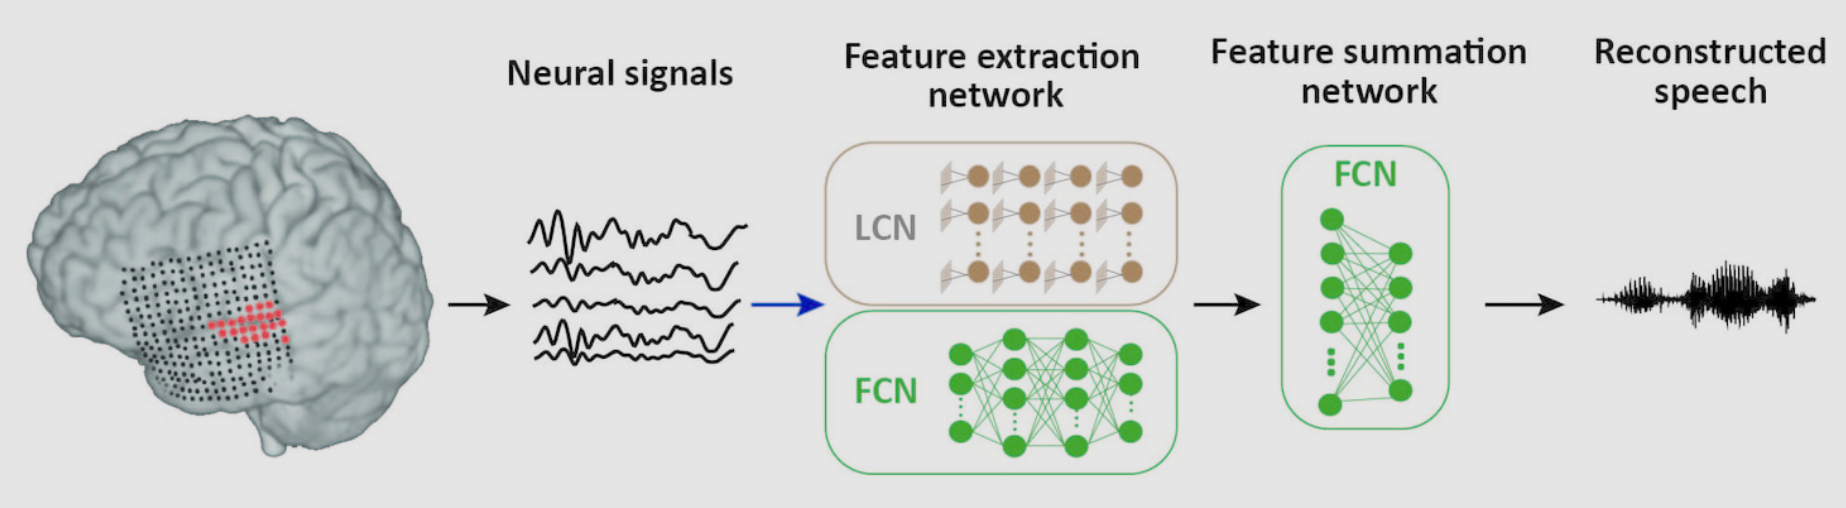 Neural signals
Feature extraction
network
Feature summation
network
Reconstructed
speech
LCN
FCN
FCN